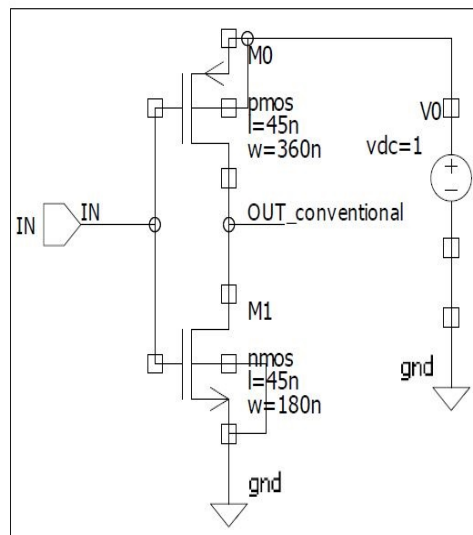 M0
pmos
l=45n
w=360n
V0
vdc=1
IN
IN
OUT_conventional
M1
nmos
l=45n
w=180n
gnd
gnd